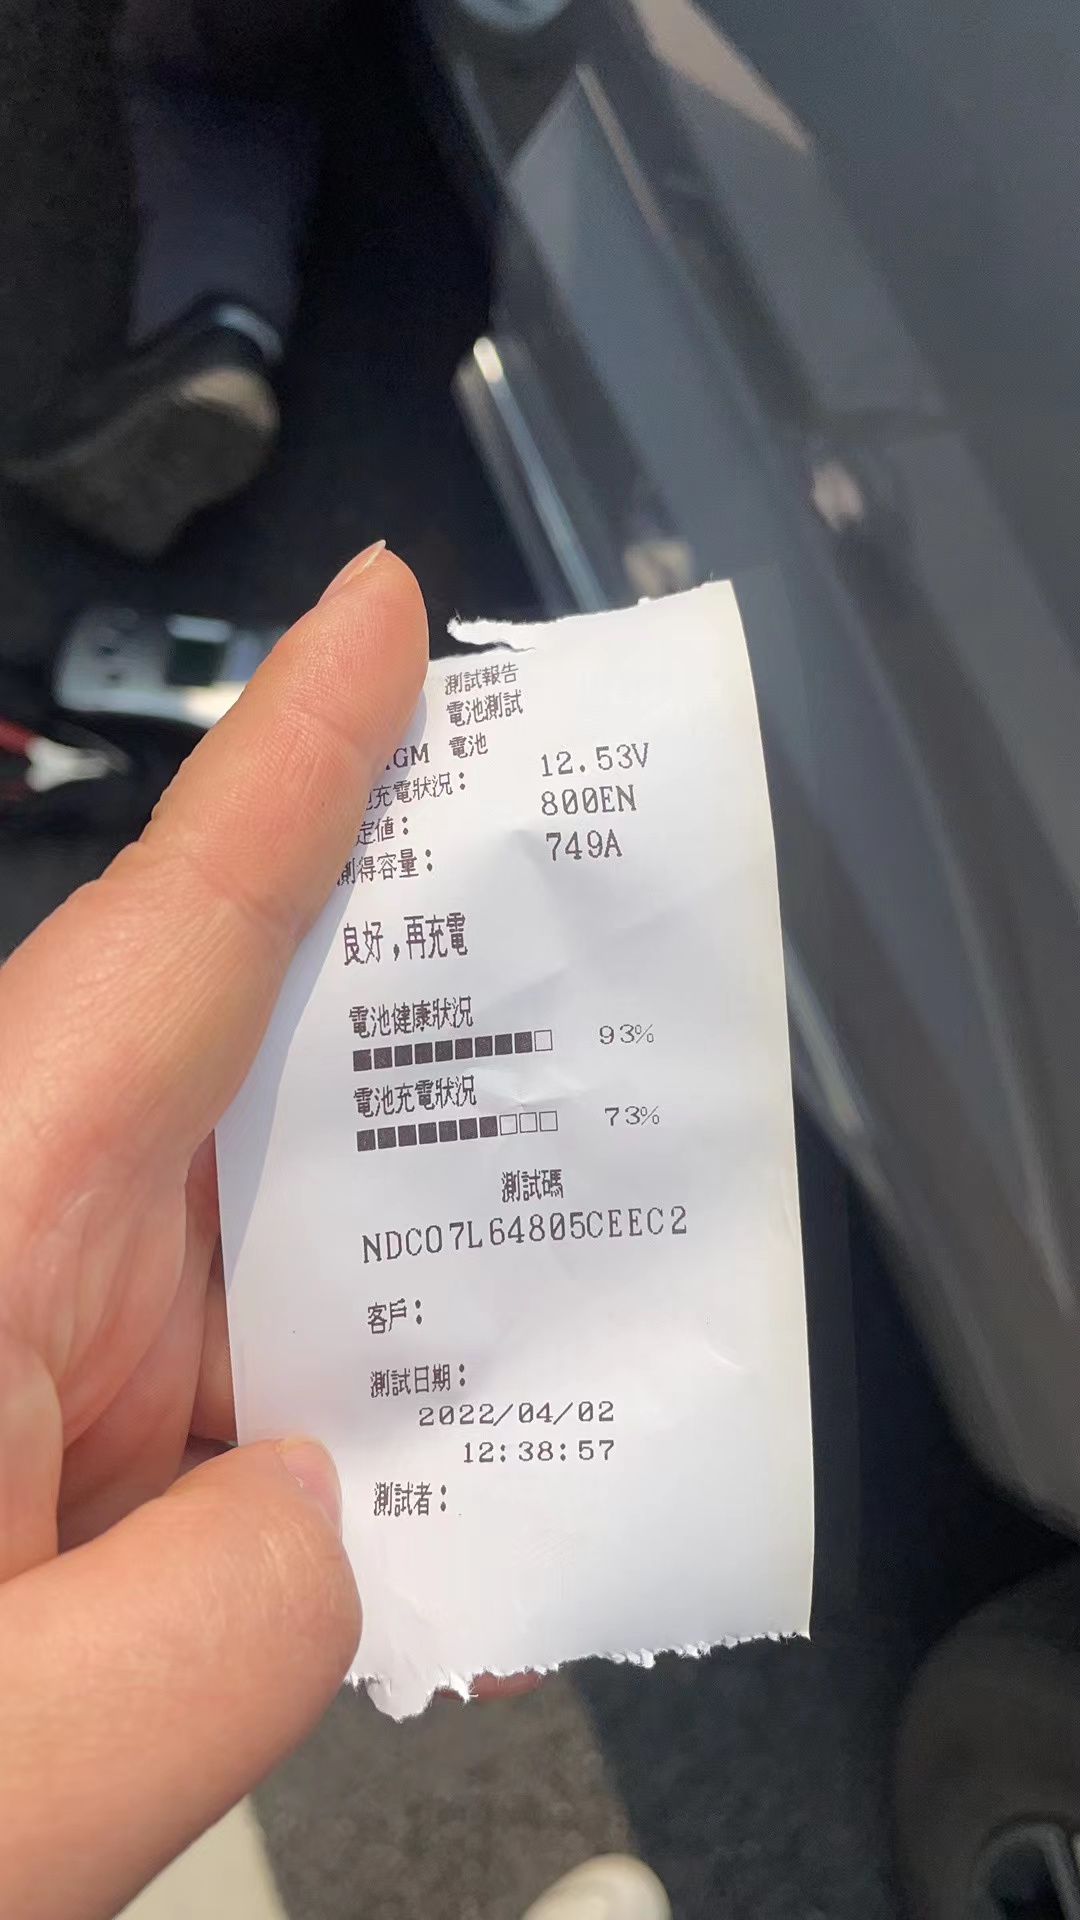 測試報告
電池測試
GM 電池
充電狀況： 12.53V
定值： 800EN
測得容量： 749A
良好,再充電
電池健康狀況
93%
電池充電狀況
73%
測試碼
NDC07L64805CEEC2
客戶：
測試日期：
2022/04/02
12:38:57
測試者：